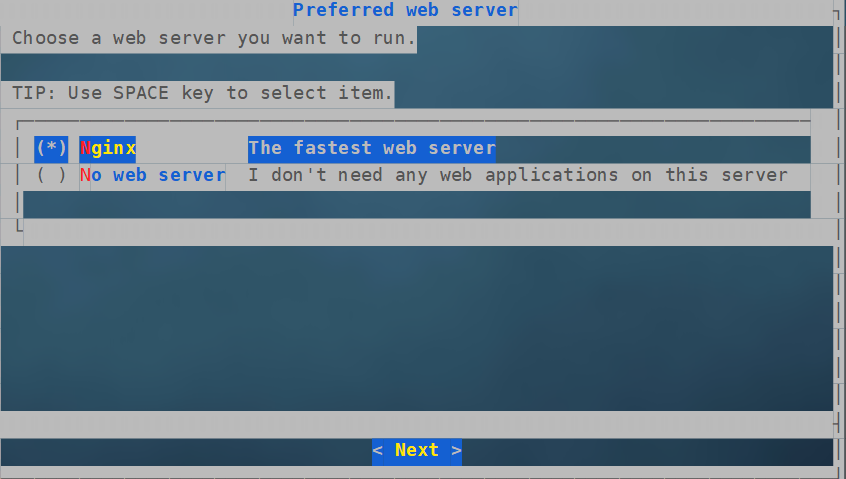 Preferred web server
Choose a web server you want to run.
TIP: Use SPACE key to select item.
(*) Nginx The fastest web server
( ) No web server I don't need any web applications on this server
< Next >